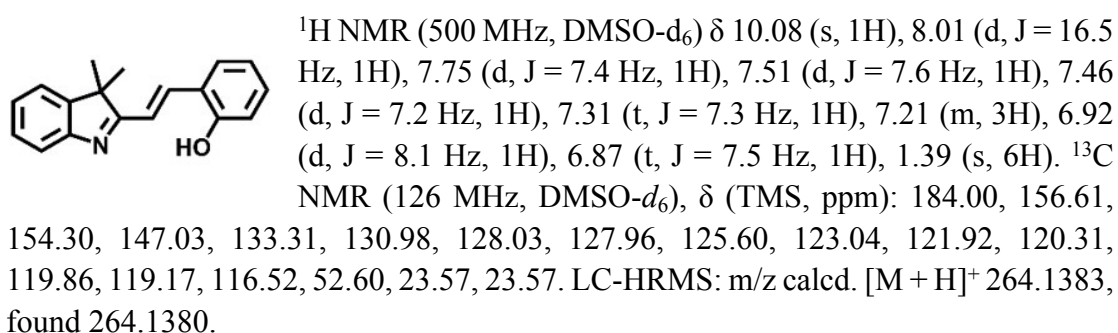 ¹H NMR (500 MHz, DMSO-d₆) δ 10.08 (s, 1H), 8.01 (d, J = 16.5
Hz, 1H), 7.75 (d, J = 7.4 Hz, 1H), 7.51 (d, J = 7.6 Hz, 1H), 7.46
(d, J = 7.2 Hz, 1H), 7.31 (t, J = 7.3 Hz, 1H), 7.21 (m, 3H), 6.92
(d, J = 8.1 Hz, 1H), 6.87 (t, J = 7.5 Hz, 1H), 1.39 (s, 6H). ¹³C
N HO
NMR (126 MHz, DMSO-d₆), δ (TMS, ppm): 184.00, 156.61,
154.30, 147.03, 133.31, 130.98, 128.03, 127.96, 125.60, 123.04, 121.92, 120.31,
119.86, 119.17, 116.52, 52.60, 23.57, 23.57. LC-HRMS: m/z calcd. [M + H]⁺ 264.1383,
found 264.1380.